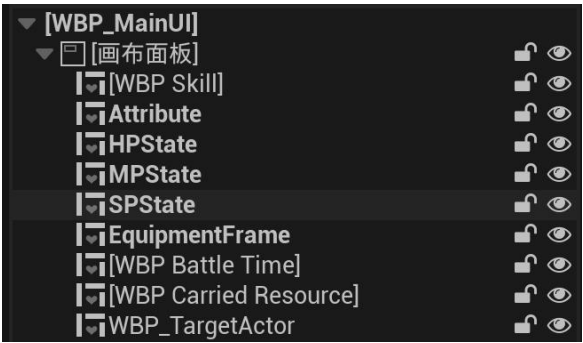 [WBP_MainUI]
[画布面板]
[WBP Skill]
Attribute
HPState
MPState
SPState
EquipmentFrame
[WBP Battle Time]
[WBP Carried Resource]
WBP_TargetActor